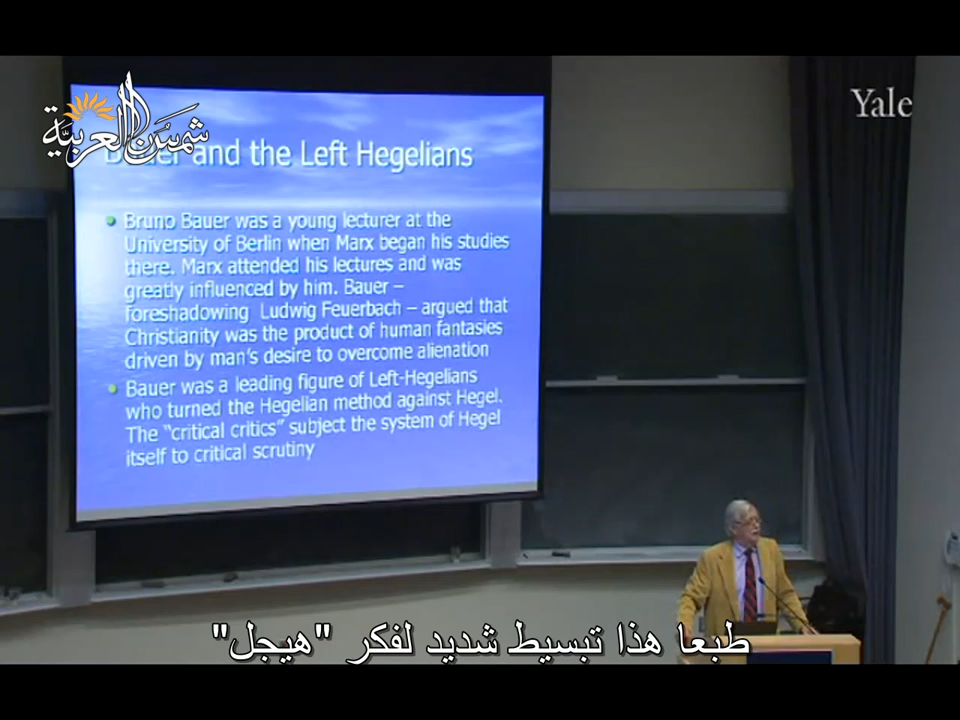 شمس العربية
Yale
Bauer and the Left Hegelians
Bruno Bauer was a young lecturer at the
University of Berlin when Marx began his studies
there. Marx attended his lectures and was
greatly influenced by him. Bauer –
foreshadowing Ludwig Feuerbach – argued that
Christianity was the product of human fantasies
driven by man's desire to overcome alienation
Bauer was a leading figure of Left-Hegelians
who turned the Hegelian method against Hegel.
The "critical critics" subject the system of Hegel
itself to critical scrutiny
طبعا هذا تبسيط شديد لفكر "هيجل"